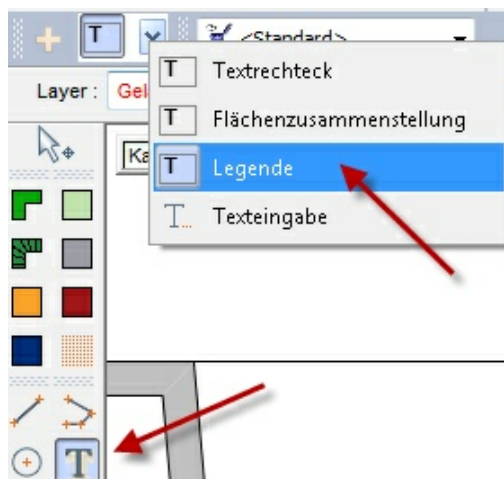 T
<Standard>
Layer :
T Textrechteck
T Flächenzusammenstellung
T Legende
T... Texteingabe
T